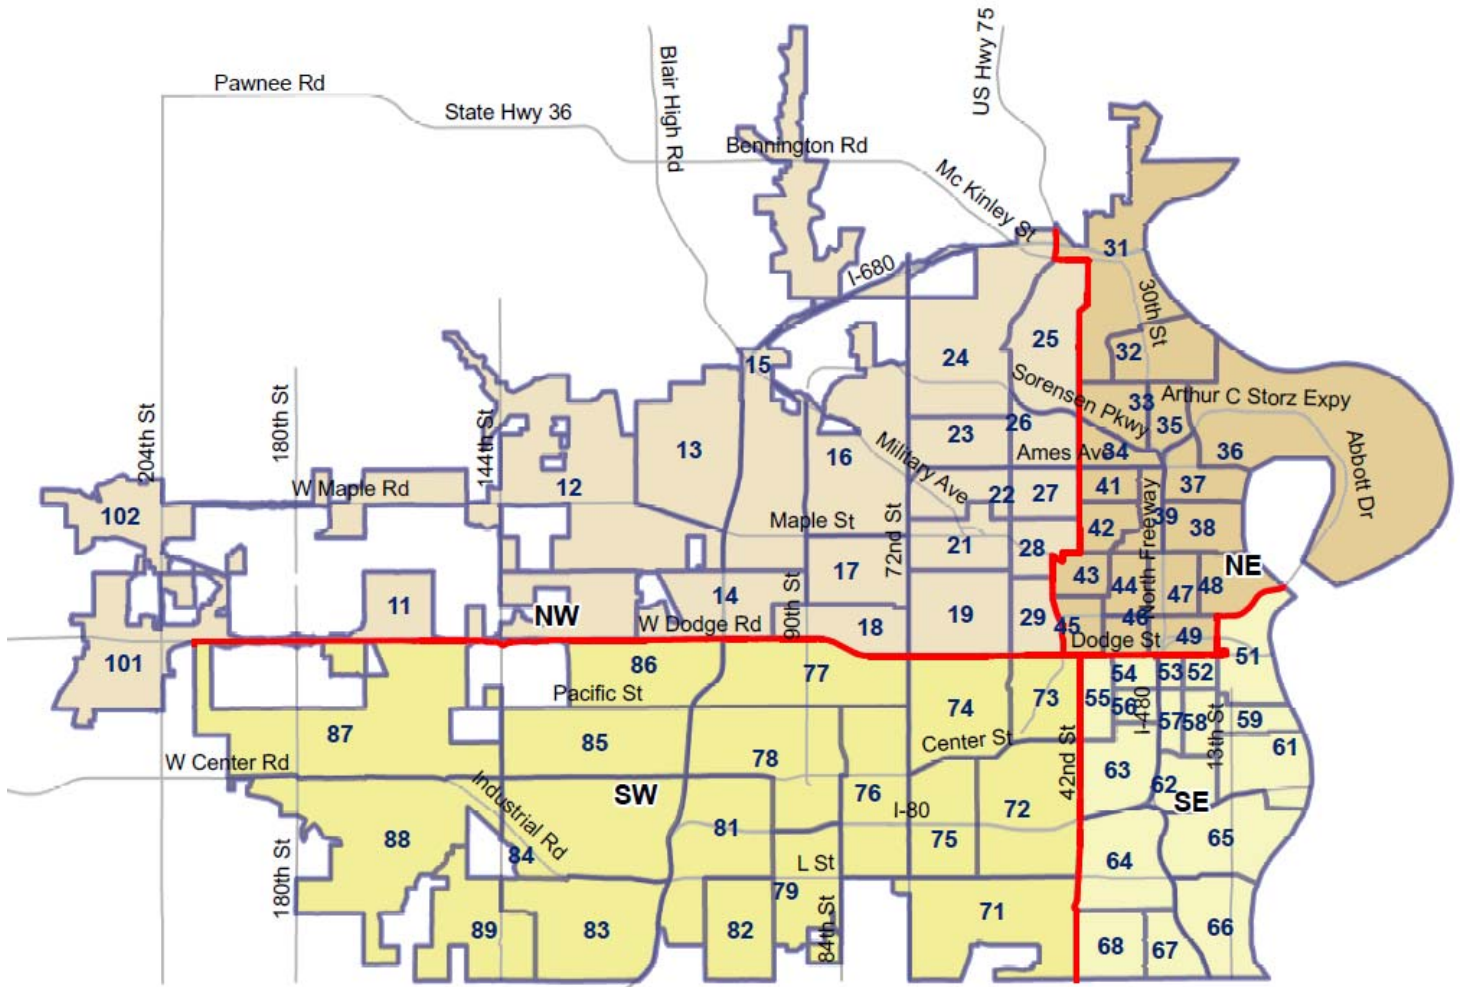 US Hwy 75
Blair High Rd
Pawnee Rd
State Hwy 36
Bennington Rd
Mc Kinley St
31
I-680
30th St
25
24
32
15
Sorensen Pkwy
33
Arthur C Storz Expy
35
26
204th St
180th St
144th St
13
16
23
Military Ave
Ames Ave
34
36
Abbott Dr
W Maple Rd
12
22
27
41
37
102
Maple St
72nd St
42
North Freeway
39
38
21
28
17
43
44
47
48
NE
14
90th St
11
NW
W Dodge Rd
18
19
29
45
46
Dodge St
49
101
86
77
51
54
53
52
Pacific St
73
55
56
I-480
74
57
58
13th St
59
87
85
Center St
61
W Center Rd
78
42nd St
63
62
SW
76
SE
Industrial Rd
I-80
72
81
88
84
75
65
L St
64
180th St
79
84th St
71
89
83
82
68
67
66